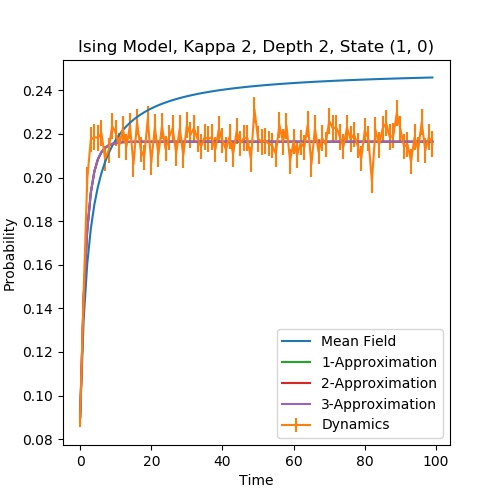 Ising Model, Kappa 2, Depth 2, State (1, 0)
0.24
0.22
0.20
0.18
0.16
0.14
0.12
0.10
0.08
Probability
0
20
40
60
80
100
Time
Mean Field
1-Approximation
2-Approximation
3-Approximation
Dynamics